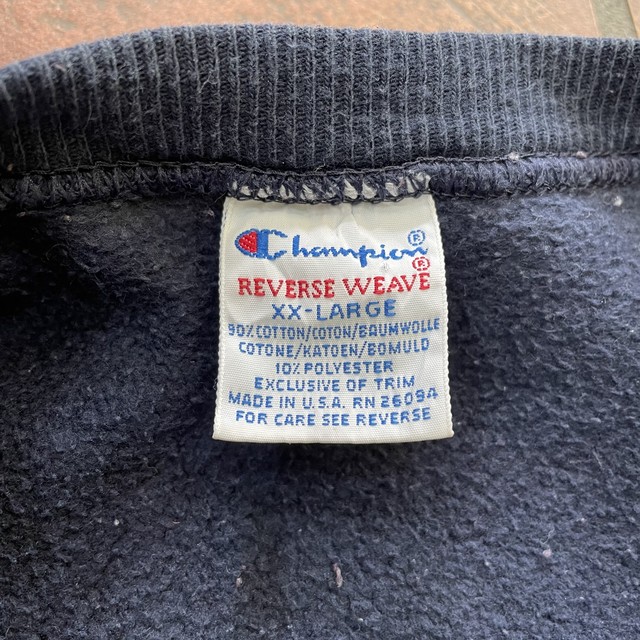 Champion®
REVERSE WEAVE®
XX-LARGE
90% COTTON/COTON/BAUMWOLLE
COTONE/KATOEN/BOMULD
10% POLYESTER
EXCLUSIVE OF TRIM
MADE IN U.S.A. RN 26094
FOR CARE SEE REVERSE